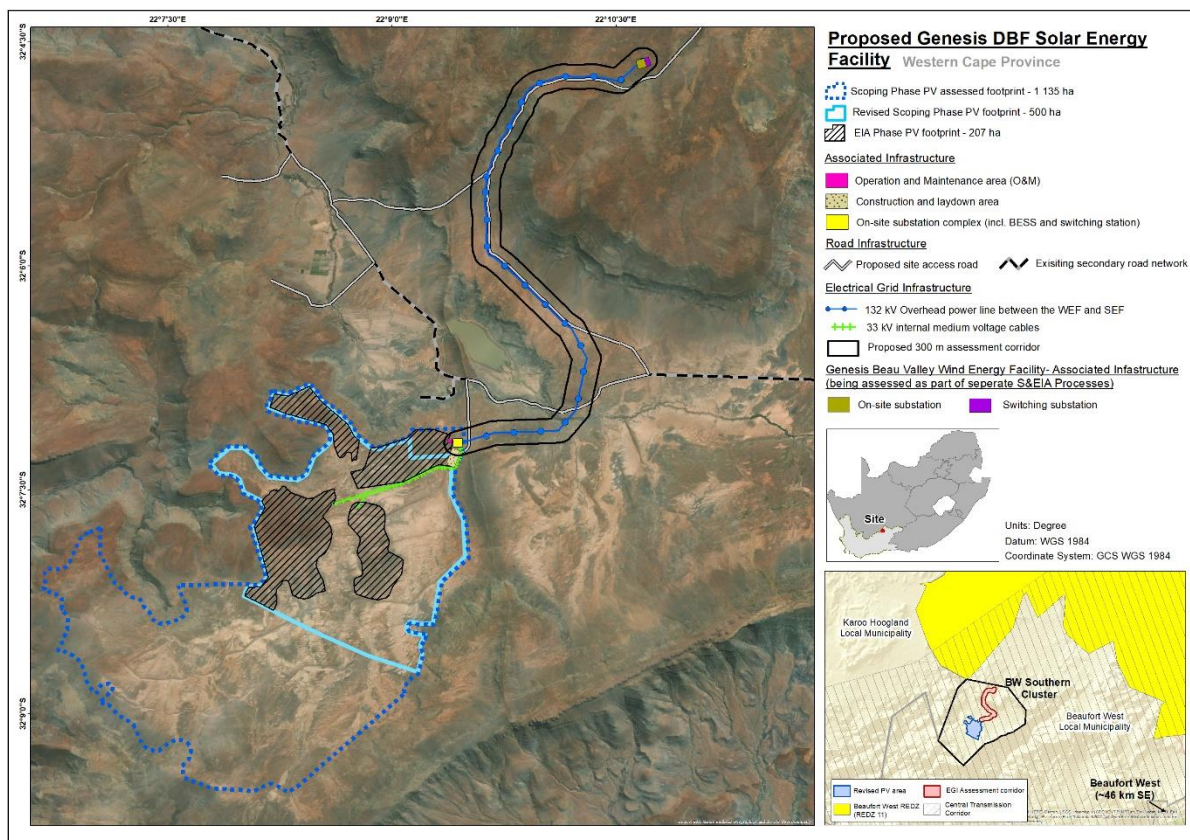 22°7'30"E
22°9'0"E
22°10'30"E
32°4'30"S
32°6'0"S
32°7'30"S
32°9'0"S
Proposed Genesis DBF Solar Energy
Facility Western Cape Province
Scoping Phase PV assessed footprint - 1 135 ha
Revised Scoping Phase PV footprint - 500 ha
EIA Phase PV footprint - 207 ha
Associated Infrastructure
Operation and Maintenance area (O&M)
Construction and laydown area
On-site substation complex (incl. BESS and switching station)
Road Infrastructure
Proposed site access road
Exisiting secondary road network
Electrical Grid Infrastructure
132 kV Overhead power line between the WEF and SEF
33 kV internal medium voltage cables
Proposed 300 m assessment corridor
Genesis Beau Valley Wind Energy Facility- Associated Infastructure
(being assessed as part of seperate S&EIA Processes)
On-site substation
Switching substation
Site
Units: Degree
Datum: WGS 1984
Coordinate System: GCS WGS 1984
Karoo Hoogland
Local Municipality
BW Southern
Cluster
Beaufort West
Local Municipality
Beaufort West
(~46 km SE)
Revised PV area
EGI Assessment corridor
Beaufort West REDZ
(REDZ 11)
Central Transmission
Corridor